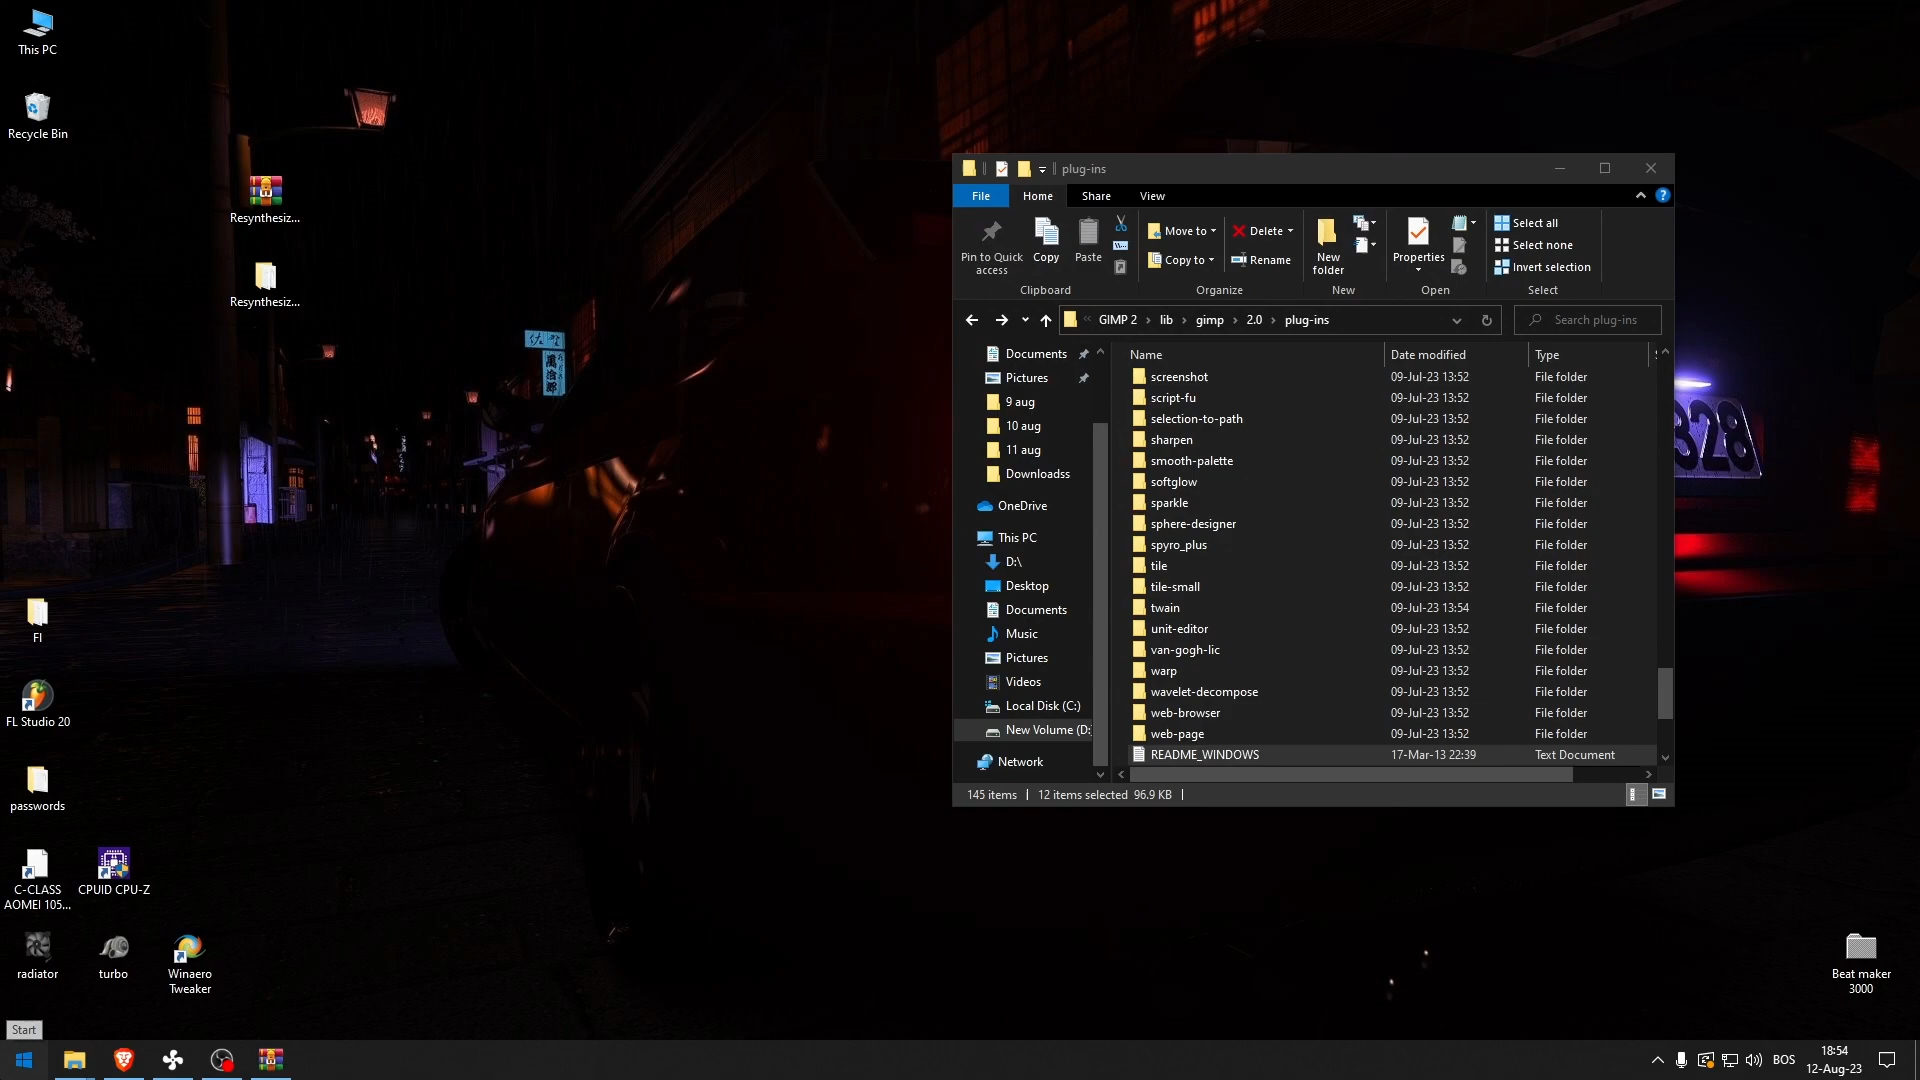 This PC
Recycle Bin
Resynthesiz...
Resynthesiz...
FI
FL Studio 20
passwords
C-CLASS
AOMEI 105...
CPUID CPU-Z
radiator
turbo
Winaero
Tweaker
Start
328
plug-ins
File
Home
Share
View
Pin to Quick
access
Copy
Paste
Clipboard
Move to
Copy to
Delete
Rename
Organize
New
folder
New
Properties
Open
Select all
Select none
Invert selection
Select
GIMP 2 › lib › gimp › 2.0 › plug-ins
Search plug-ins
Documents
Pictures
9 aug
10 aug
11 aug
Downloadss
OneDrive
This PC
D:\
Desktop
Documents
Music
Pictures
Videos
Local Disk (C:)
New Volume (D:
Network
Name Date modified Type
screenshot 09-Jul-23 13:52 File folder
script-fu 09-Jul-23 13:52 File folder
selection-to-path 09-Jul-23 13:52 File folder
sharpen 09-Jul-23 13:52 File folder
smooth-palette 09-Jul-23 13:52 File folder
softglow 09-Jul-23 13:52 File folder
sparkle 09-Jul-23 13:52 File folder
sphere-designer 09-Jul-23 13:52 File folder
spyro_plus 09-Jul-23 13:52 File folder
tile 09-Jul-23 13:52 File folder
tile-small 09-Jul-23 13:52 File folder
twain 09-Jul-23 13:54 File folder
unit-editor 09-Jul-23 13:52 File folder
van-gogh-lic 09-Jul-23 13:52 File folder
warp 09-Jul-23 13:52 File folder
wavelet-decompose 09-Jul-23 13:52 File folder
web-browser 09-Jul-23 13:52 File folder
web-page 09-Jul-23 13:52 File folder
README_WINDOWS 17-Mar-13 22:39 Text Document
145 items 12 items selected 96.9 KB
Beat maker
3000
BOS
18:54
12-Aug-23